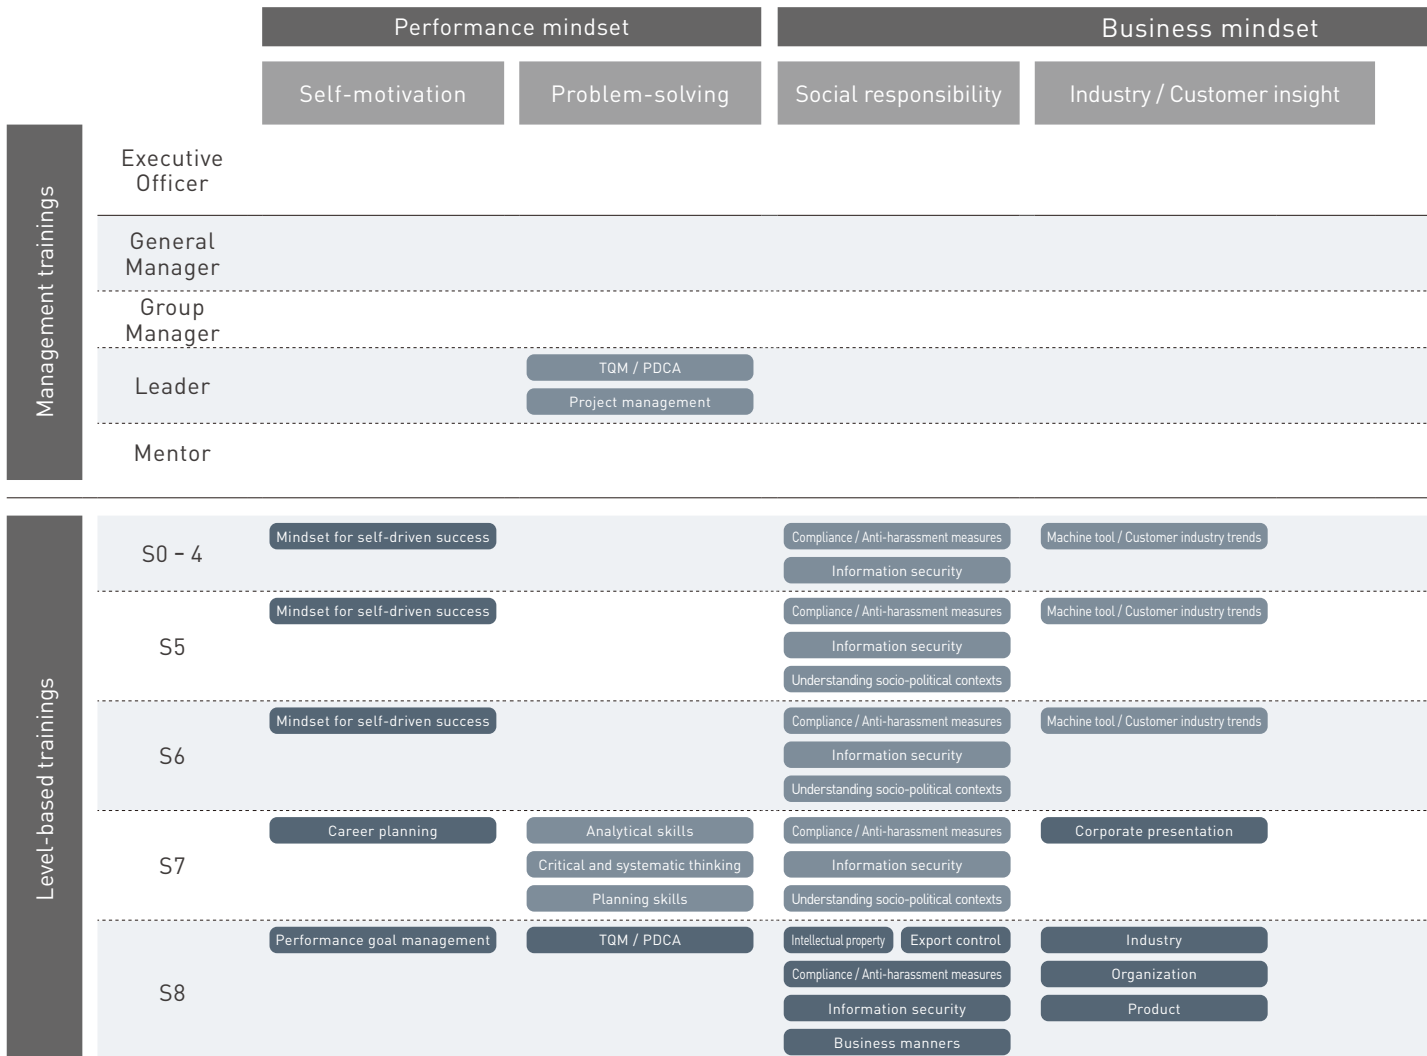 Performance mindset
Business mindset
Self-motivation
Problem-solving
Social responsibility
Industry / Customer insight
Management trainings
Executive
Officer
General
Manager
Group
Manager
Leader
TQM / PDCA
Project management
Mentor
Level-based trainings
S0 – 4
Mindset for self-driven success
Compliance / Anti-harassment measures
Information security
Machine tool / Customer industry trends
S5
Mindset for self-driven success
Compliance / Anti-harassment measures
Information security
Understanding socio-political contexts
Machine tool / Customer industry trends
S6
Mindset for self-driven success
Compliance / Anti-harassment measures
Information security
Understanding socio-political contexts
Machine tool / Customer industry trends
S7
Career planning
Analytical skills
Critical and systematic thinking
Planning skills
Compliance / Anti-harassment measures
Information security
Understanding socio-political contexts
Corporate presentation
S8
Performance goal management
TQM / PDCA
Intellectual property
Export control
Compliance / Anti-harassment measures
Information security
Business manners
Industry
Organization
Product